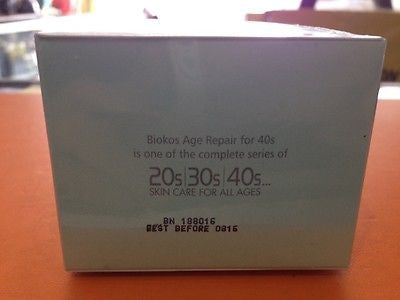 Biokos Age Repair for 40s
is one of the complete series of
20s|30s|40s...
SKIN CARE FOR ALL AGES
BN 188016
BEST BEFORE 0816